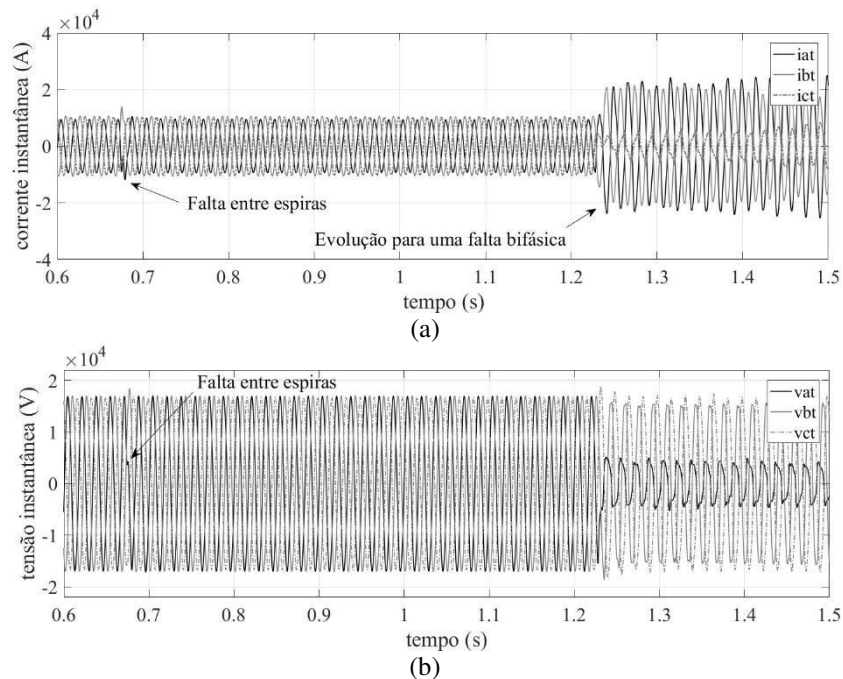 ×10⁴
corrente instantânea (A)
4
2
0
-2
-4
iat
ibt
ict
Falta entre espiras
Evolução para uma falta bifásica
0.6 0.7 0.8 0.9 1 1.1 1.2 1.3 1.4 1.5
tempo (s)
(a)
×10⁴
tensão instantânea (V)
2
1
0
-1
-2
Falta entre espiras
vat
vbt
vct
0.6 0.7 0.8 0.9 1 1.1 1.2 1.3 1.4 1.5
tempo (s)
(b)